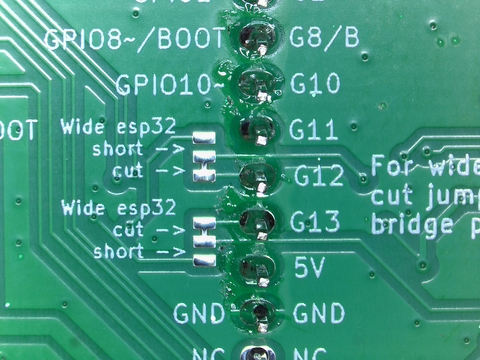 GPIO8~/BOOT G8/B
GPIO10~ G10
OOT
Wide esp32 G11
short ->
cut -> G12
For wide
cut jump
bridge p
Wide esp32
cut -> G13
short -> 5V
GND GND
NC NC